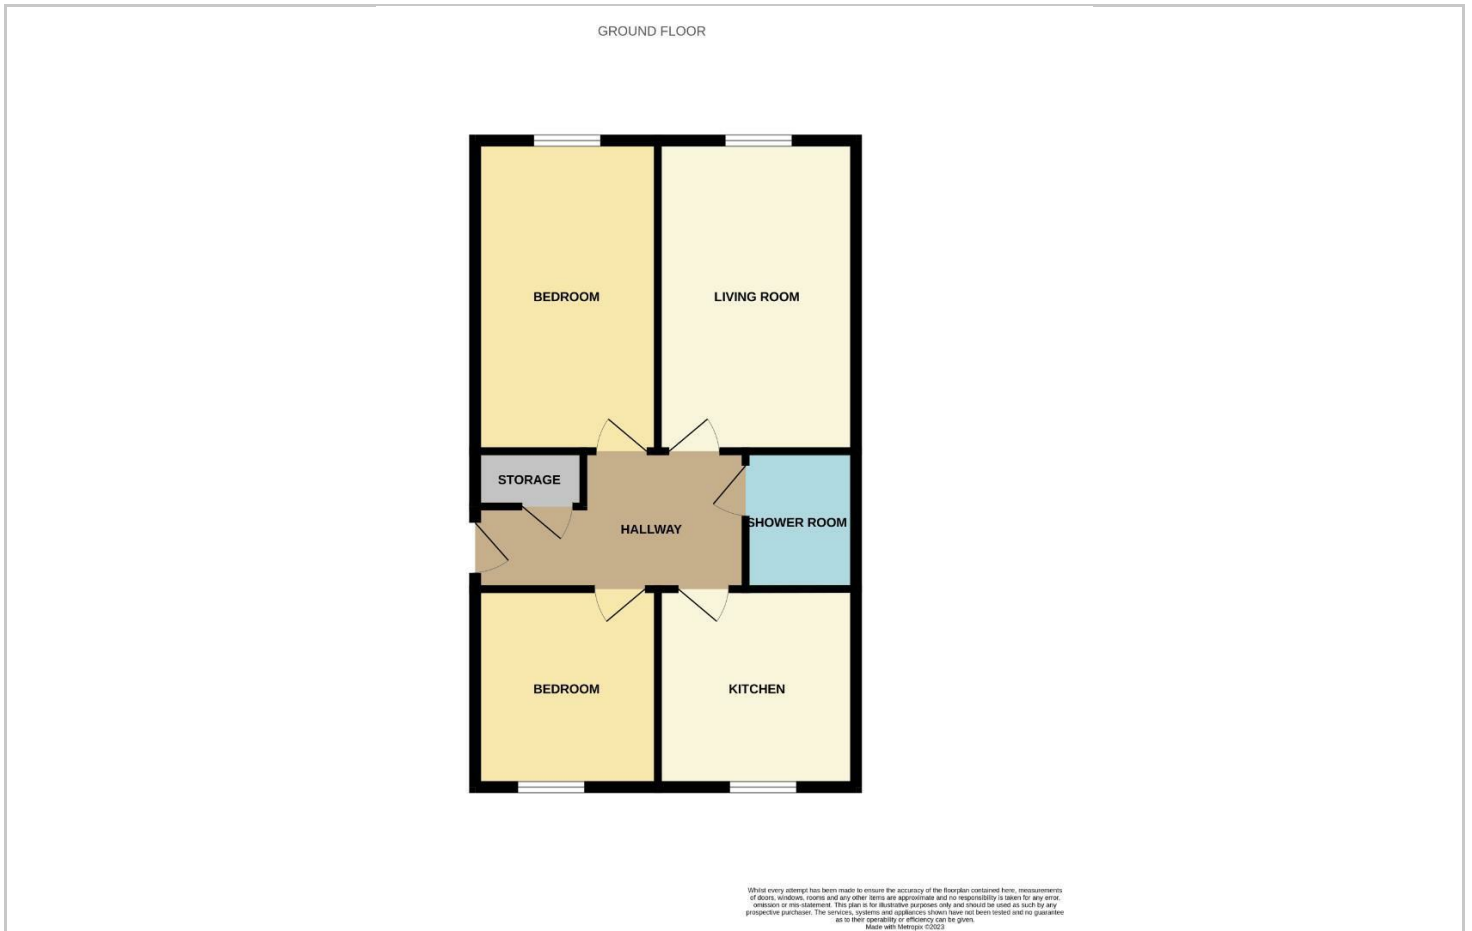 GROUND FLOOR
BEDROOM
LIVING ROOM
STORAGE
HALLWAY
SHOWER ROOM
BEDROOM
KITCHEN
Whilst every attempt has been made to ensure the accuracy of the floorplan contained here, measurements
of doors, windows, rooms and any other items are approximate and no responsibility is taken for any error,
omission or mis-statement. This plan is for illustrative purposes only and should be used as such by any
prospective purchaser. The services, systems and appliances shown have not been tested and no guarantee
as to their operability or efficiency can be given.
Made with Metropix ©2023